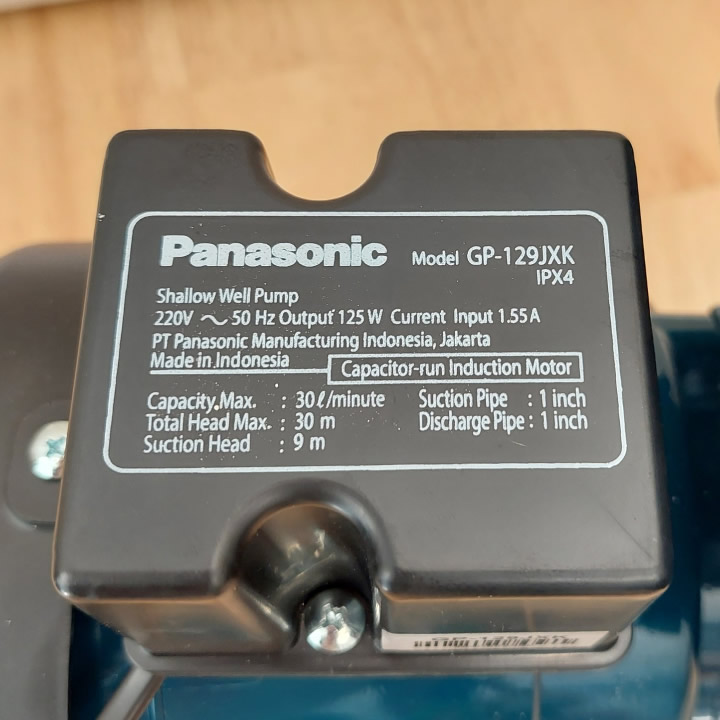 Panasonic Model GP-129JXK
IPX4
Shallow Well Pump
220V ~ 50 Hz Output 125 W Current Input 1.55 A
PT Panasonic Manufacturing Indonesia, Jakarta
Made in Indonesia
Capacitor-run Induction Motor
Capacity Max. : 30 ℓ/minute Suction Pipe : 1 inch
Total Head Max. : 30 m Discharge Pipe : 1 inch
Suction Head : 9 m